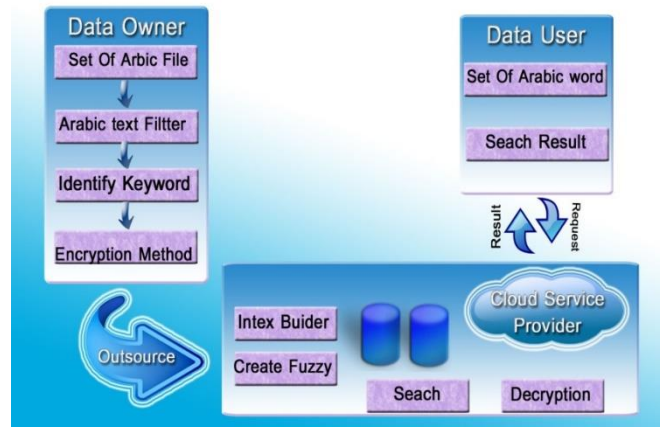 Data Owner
Set Of Arbic File
Arabic text Filtter
Identify Keyword
Encryption Method
Outsource
Data User
Set Of Arabic word
Seach Result
Result
Request
Cloud Service
Provider
Intex Buider
Create Fuzzy
Seach
Decryption